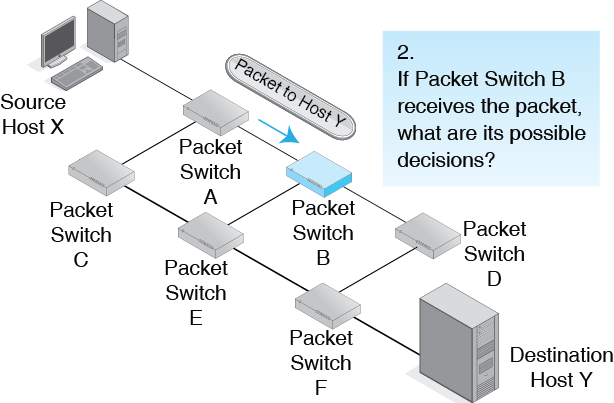 Source
Host X
Packet to Host Y
2.
If Packet Switch B
receives the packet,
what are its possible
decisions?
Packet
Switch
A
Packet
Switch
B
Packet
Switch
C
Packet
Switch
D
Packet
Switch
E
Packet
Switch
F
Destination
Host Y